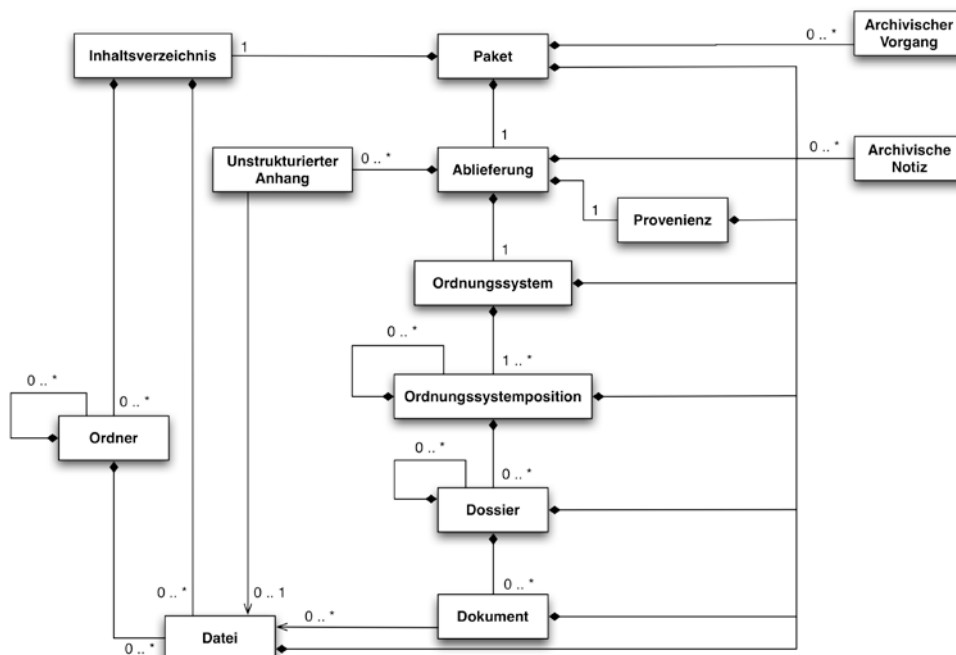 Inhaltsverzeichnis
1
Paket
0 .. *
Archivischer
Vorgang
1
Unstrukturierter
Anhang
0 .. *
Ablieferung
0 .. *
Archivische
Notiz
1
Provenienz
1
Ordnungssystem
0 .. *
1 .. *
Ordnungssystemposition
0 .. *
0 .. *
Ordner
0 .. *
0 .. *
Dossier
0 .. *
0 .. 1
0 .. *
0 .. *
Dokument
Datei
0 .. *